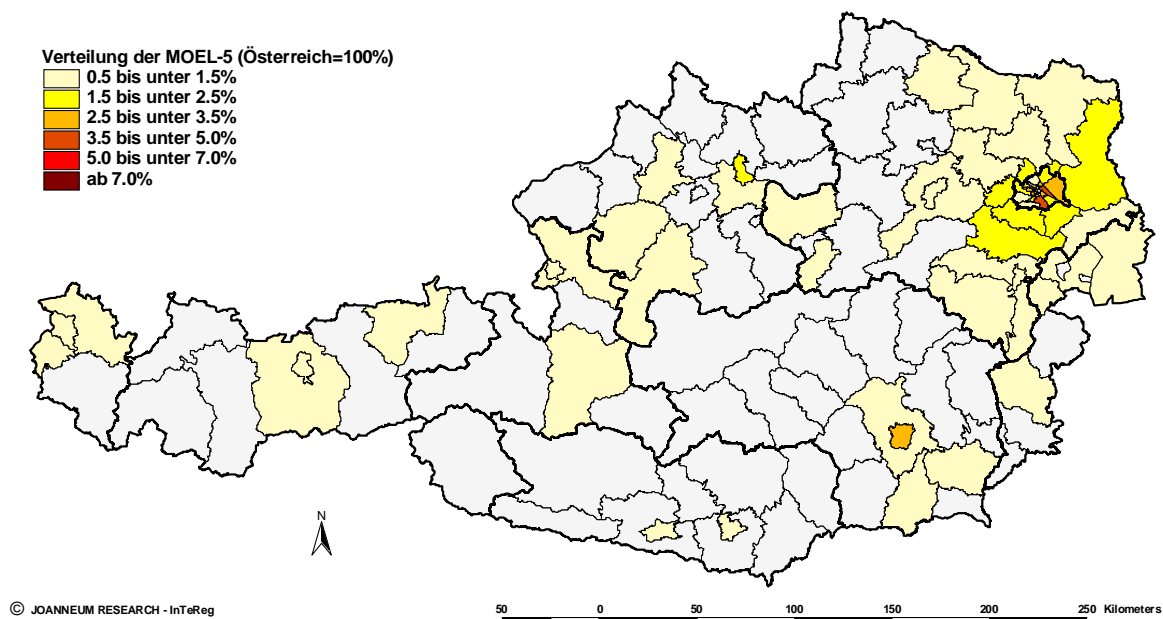 Verteilung der MOEL-5 (Österreich=100%)
0.5 bis unter 1.5%
1.5 bis unter 2.5%
2.5 bis unter 3.5%
3.5 bis unter 5.0%
5.0 bis unter 7.0%
ab 7.0%
N
© JOANNEUM RESEARCH - InTeReg
50 0 50 100 150 200 250 Kilometers